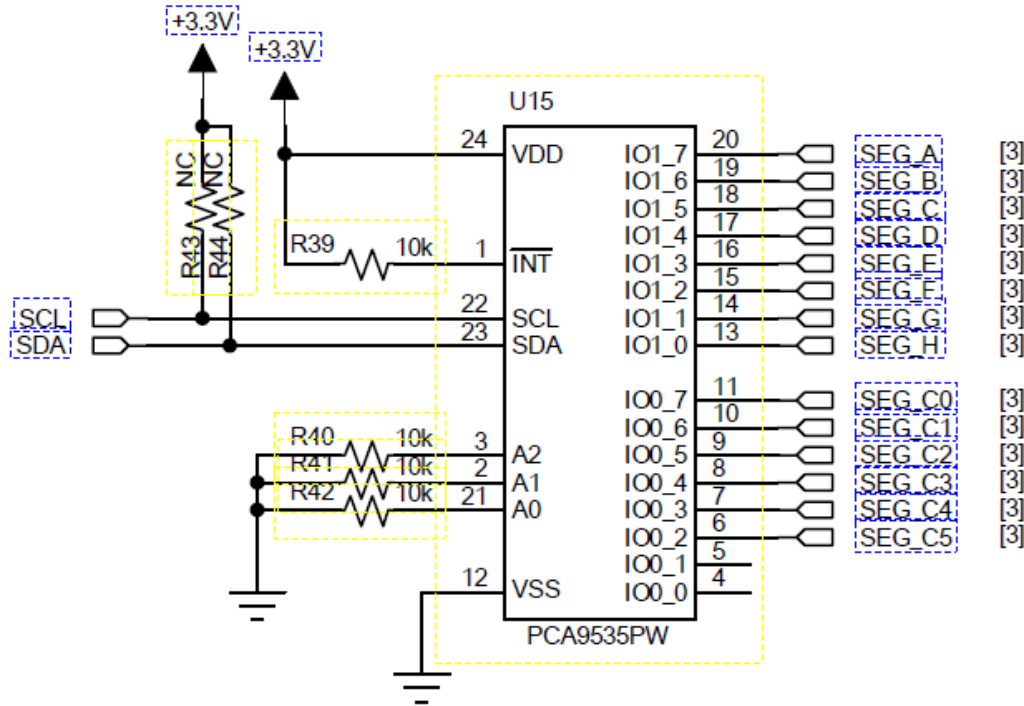 +3.3V
+3.3V
U15
NC
NC
R43
R44
24 VDD IO1_7 20 SEG_A [3]
IO1_6 19 SEG_B [3]
IO1_5 18 SEG_C [3]
IO1_4 17 SEG_D [3]
R39 10k 1 INT IO1_3 16 SEG_E [3]
IO1_2 15 SEG_F [3]
SCL 22 SCL IO1_1 14 SEG_G [3]
SDA 23 SDA IO1_0 13 SEG_H [3]
IO0_7 11 SEG_C0 [3]
IO0_6 10 SEG_C1 [3]
R40 10k 3 A2 IO0_5 9 SEG_C2 [3]
R41 10k 2 A1 IO0_4 8 SEG_C3 [3]
R42 10k 21 A0 IO0_3 7 SEG_C4 [3]
IO0_2 6 SEG_C5 [3]
IO0_1 5
12 VSS IO0_0 4
PCA9535PW